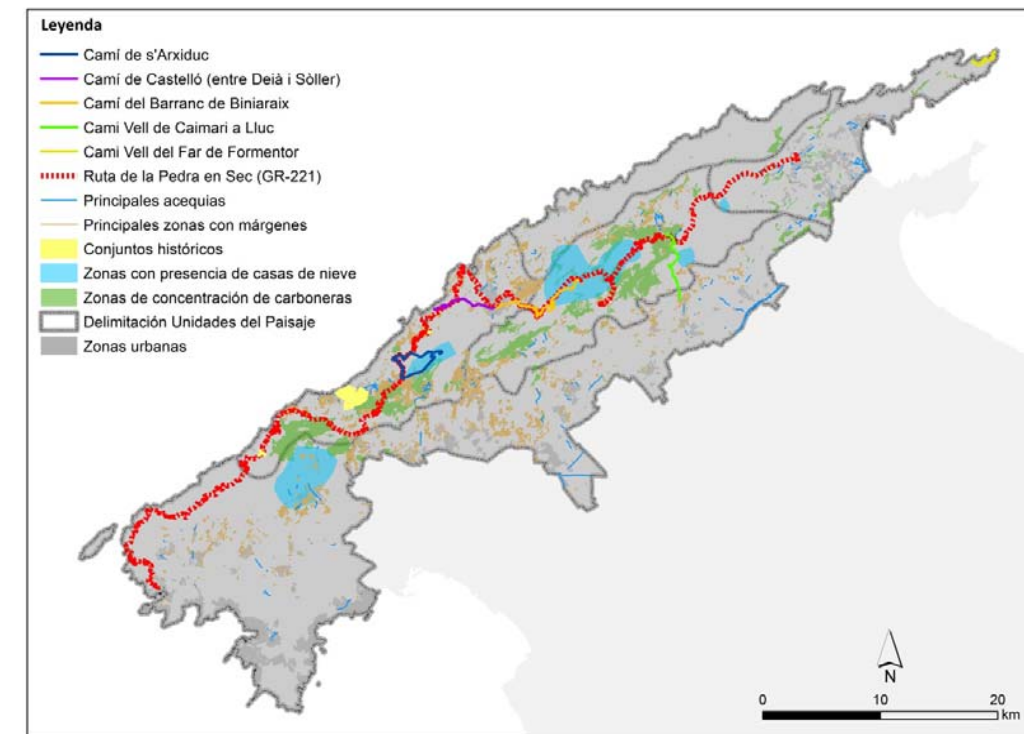 Leyenda
Camí de s'Arxiduc
Camí de Castelló (entre Deià i Sòller)
Camí del Barranc de Biniaraix
Cami Vell de Caimari a Lluc
Cami Vell del Far de Formentor
Ruta de la Pedra en Sec (GR-221)
Principales acequias
Principales zonas con márgenes
Conjuntos históricos
Zonas con presencia de casas de nieve
Zonas de concentración de carboneras
Delimitación Unidades del Paisaje
Zonas urbanas
N
0 10 20
km